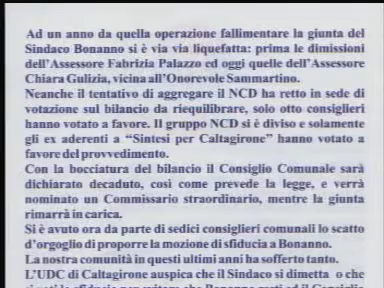 Ad un anno da quella operazione fallimentare la giunta del
Sindaco Bonanno si è via via liquefatta: prima le dimissioni
dell'Assessore Fabrizia Palazzo ed oggi quelle dell'Assessore
Chiara Gulizia, vicina all'Onorevole Sammartino.
Neanche il tentativo di aggregare il NCD ha retto in sede di
votazione sul bilancio da riequilibrare, solo otto consiglieri
hanno votato a favore. Il gruppo NCD si è diviso e solamente
gli ex aderenti a “Sintesi per Caltagirone” hanno votato a
favore del provvedimento.
Con la bocciatura del bilancio il Consiglio Comunale sarà
dichiarato decaduto, così come prevede la legge, e verrà
nominato un Commissario straordinario, mentre la giunta
rimarrà in carica.
Si è avuto ora da parte di sedici consiglieri comunali lo scatto
d'orgoglio di proporre la mozione di sfiducia a Bonanno.
La nostra comunità in questi ultimi anni ha sofferto tanto.
L'UDC di Caltagirone auspica che il Sindaco si dimetta o che